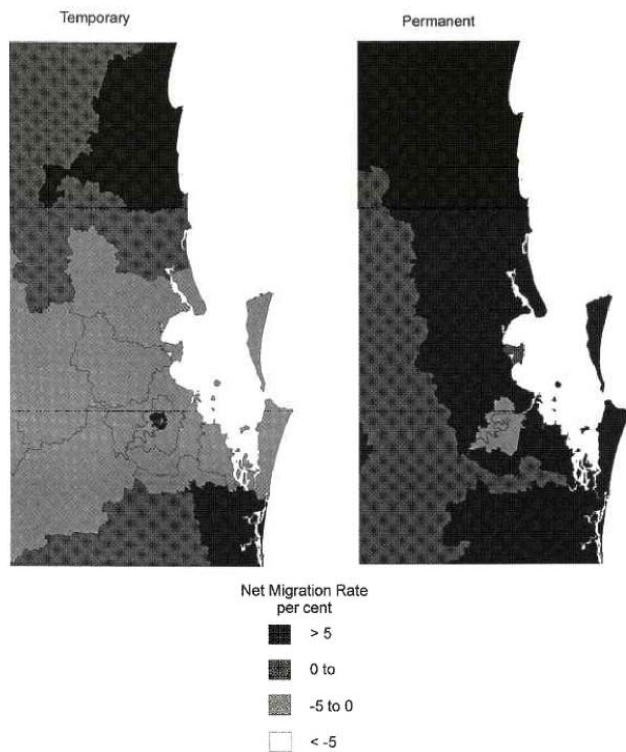 Temporary
Permanent
Net Migration Rate
per cent
> 5
0 to
-5 to 0
< -5